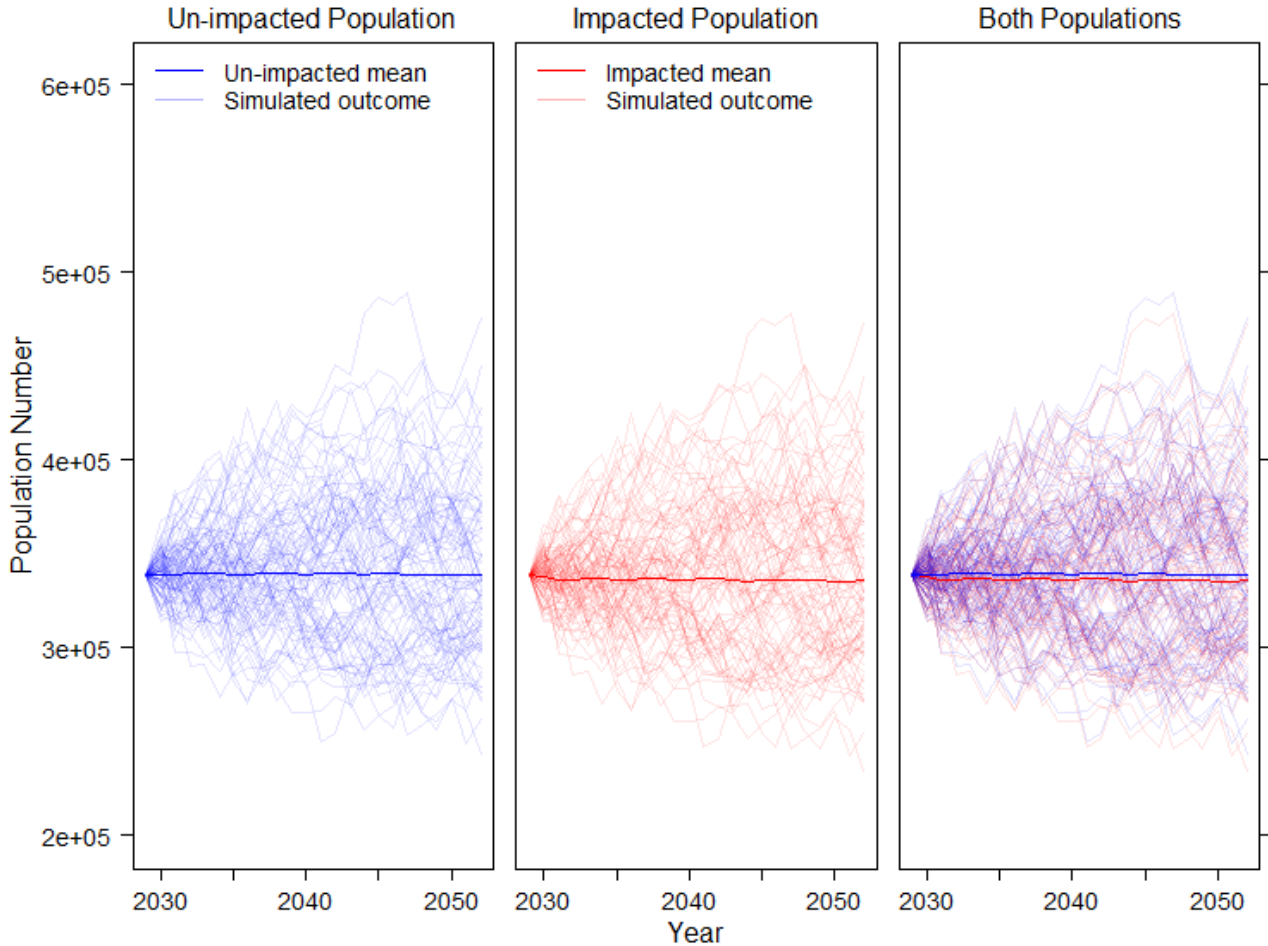 Un-impacted Population
Impacted Population
Both Populations
Un-impacted mean
Simulated outcome
Impacted mean
Simulated outcome
6e+05
5e+05
4e+05
3e+05
2e+05
Population Number
2030 2040 2050
2030 2040 2050
2030 2040 2050
Year